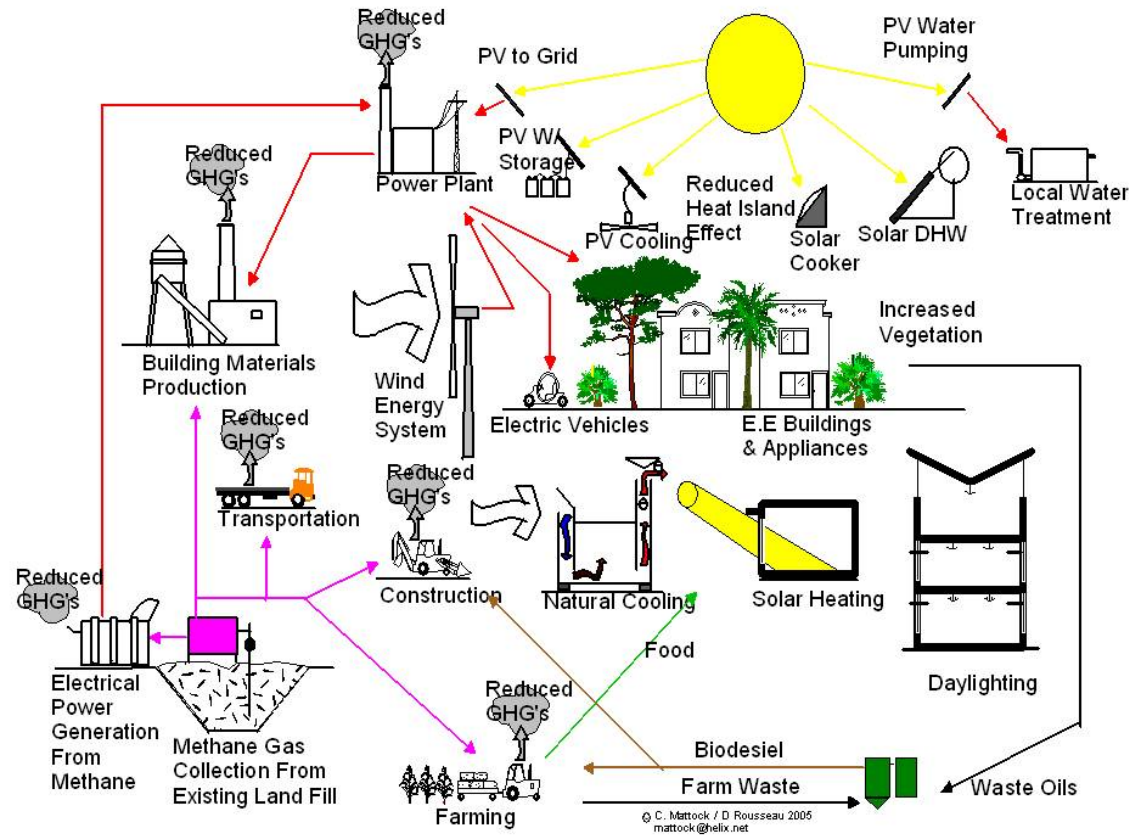 Reduced
GHG's
PV to Grid
PV Water
Pumping
PV W/
Storage
Reduced
GHG's
Power Plant
PV Cooling
Reduced
Heat Island
Effect
Solar
Cooker
Solar DHW
Local Water
Treatment
Building Materials
Production
Wind
Energy
System
Electric Vehicles
E.E Buildings
& Appliances
Increased
Vegetation
Reduced
GHG's
Transportation
Reduced
GHG's
Construction
Natural Cooling
Solar Heating
Daylighting
Reduced
GHG's
Electrical
Power
Generation
From
Methane
Methane Gas
Collection From
Existing Land Fill
Food
Reduced
GHG's
Farming
Biodesiel
Farm Waste
Waste Oils
© C. Mattock / D Rousseau 2005
mattock@helix.net